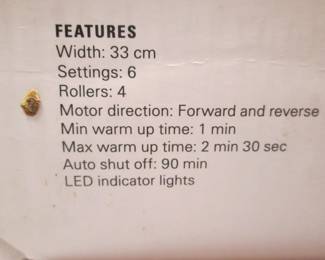 FEATURES
Width: 33 cm
Settings: 6
Rollers: 4
Motor direction: Forward and reverse
Min warm up time: 1 min
Max warm up time: 2 min 30 sec
Auto shut off: 90 min
LED indicator lights